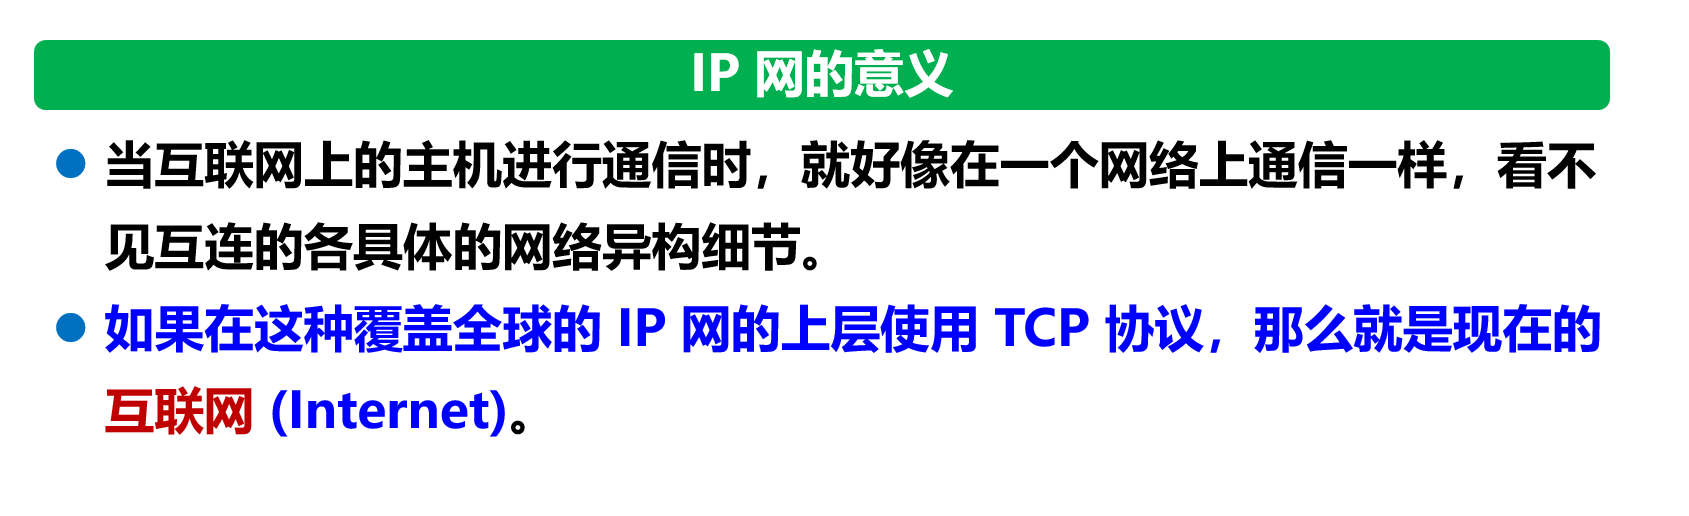 IP 网的意义
当互联网上的主机进行通信时，就好像在一个网络上通信一样，看不
见互连的各具体的网络异构细节。
如果在这种覆盖全球的 IP 网的上层使用 TCP 协议，那么就是现在的
互联网 (Internet)。